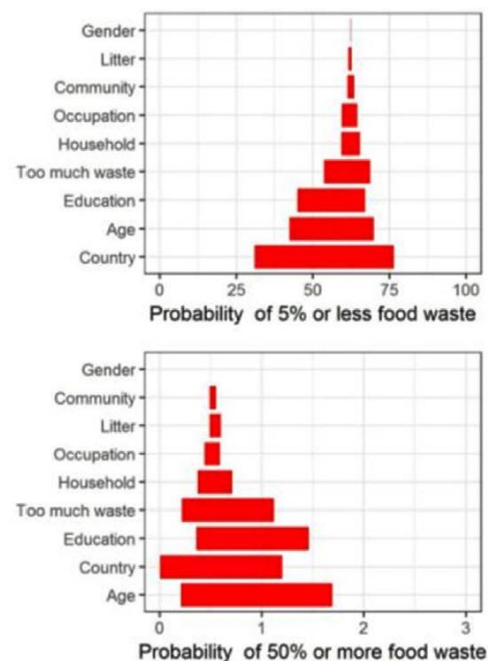 Gender
Litter
Community
Occupation
Household
Too much waste
Education
Age
Country
0 25 50 75 100
Probability of 5% or less food waste
Gender
Community
Litter
Occupation
Household
Too much waste
Education
Country
Age
0 1 2 3
Probability of 50% or more food waste